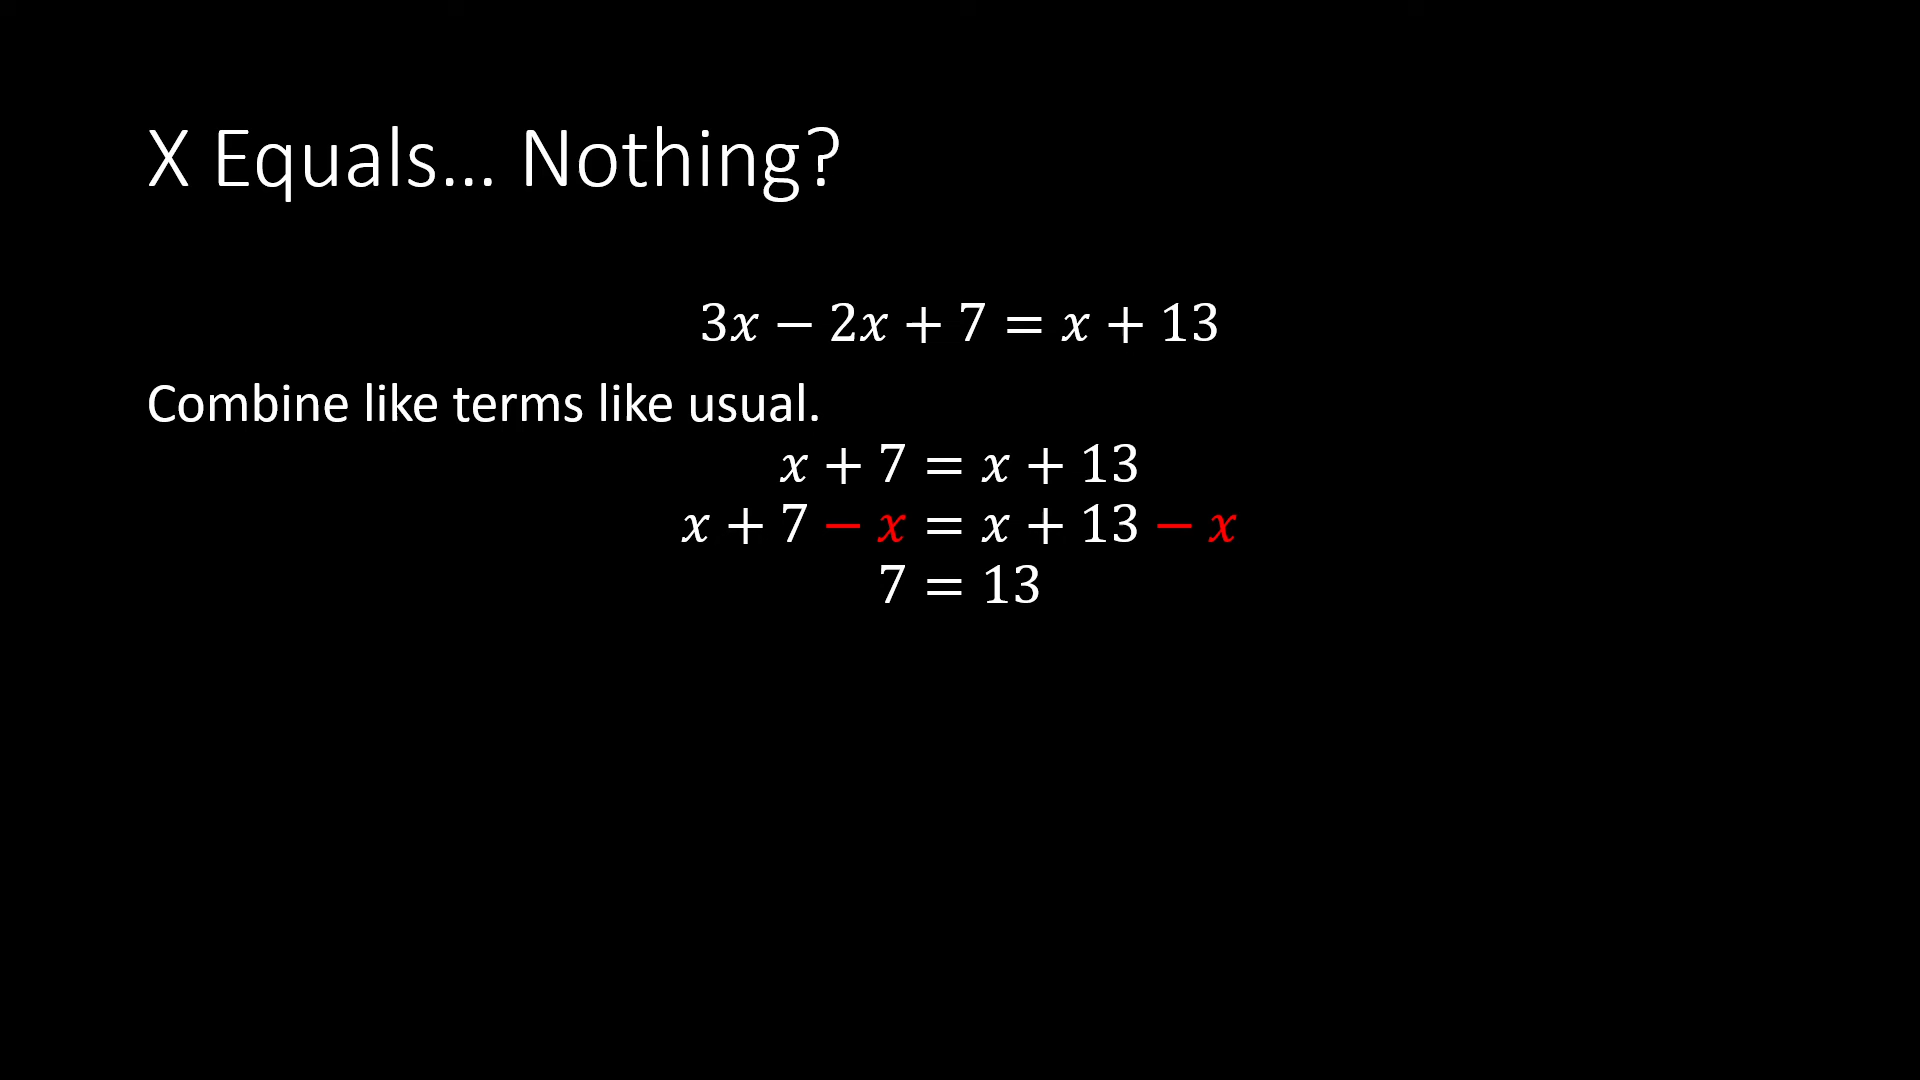 X Equals… Nothing?
3x − 2x + 7 = x + 13
Combine like terms like usual.
x + 7 = x + 13
x + 7 − x = x + 13 − x
7 = 13